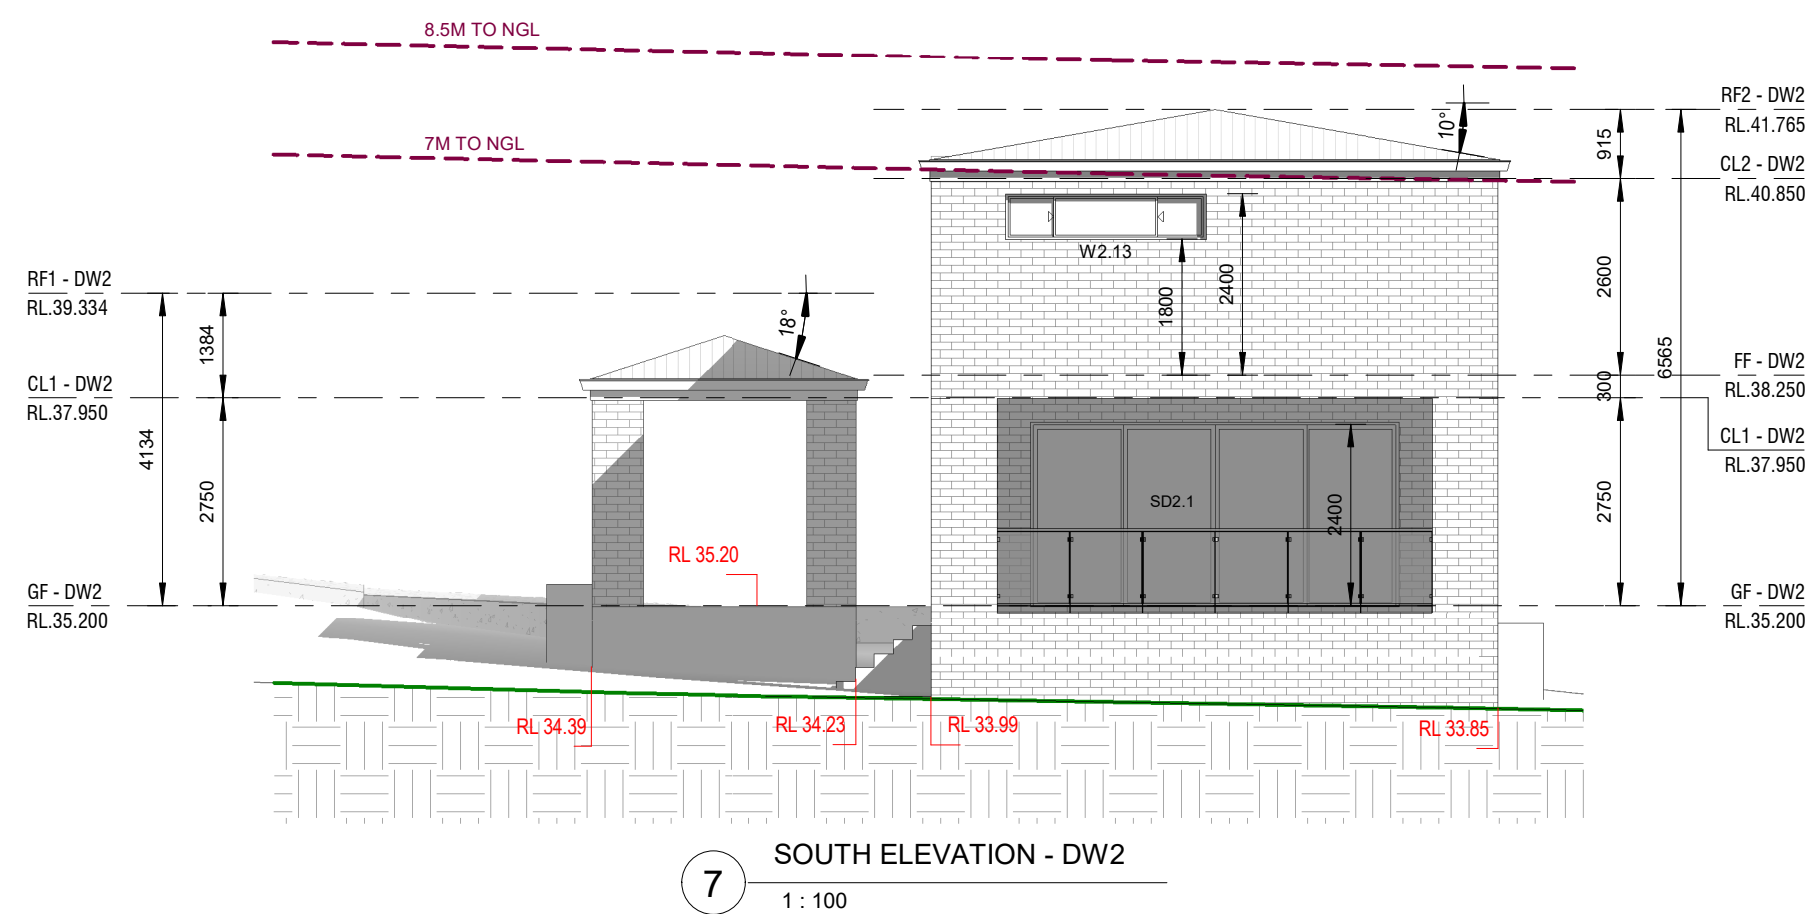 8.5M TO NGL
7M TO NGL
RF2 - DW2
RL.41.765
10°
915
CL2 - DW2
RL.40.850
W2.13
2400
1800
2600
RF1 - DW2
RL.39.334
18°
1384
6565
FF - DW2
RL.38.250
300
CL1 - DW2
RL.37.950
4134
CL1 - DW2
RL.37.950
2750
SD2.1
2400
2750
RL 35.20
GF - DW2
RL.35.200
GF - DW2
RL.35.200
RL 34.39
RL 34.23
RL 33.99
RL 33.85
7
SOUTH ELEVATION - DW2
1 : 100